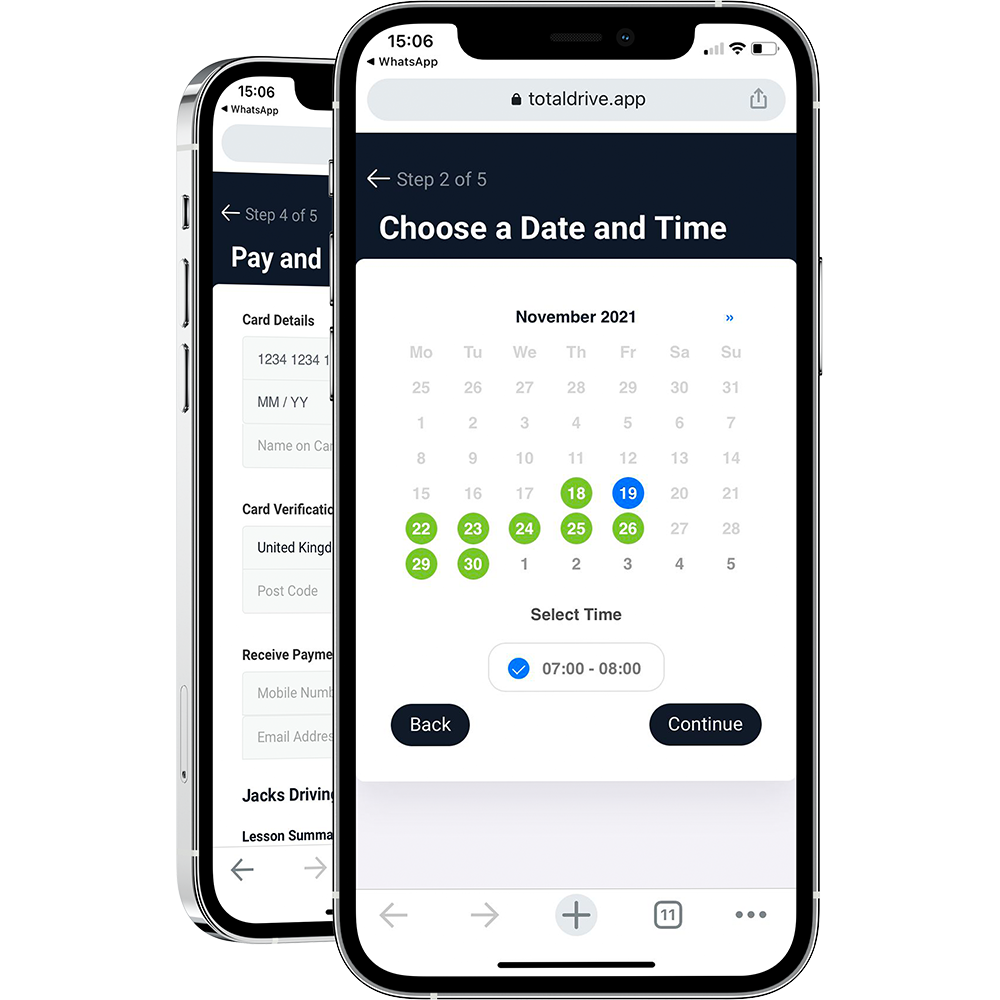 15:06
WhatsApp
Step 4 of 5
Pay and
Card Details
1234 1234 1
MM / YY
Name on Car
Card Verificatio
United Kingd
Post Code
Receive Payme
Mobile Numb
Email Addres
Jacks Driving
Lesson Summa
15:06
WhatsApp
totaldrive.app
Step 2 of 5
Choose a Date and Time
November 2021 »
Mo Tu We Th Fr Sa Su
25 26 27 28 29 30 31
1 2 3 4 5 6 7
8 9 10 11 12 13 14
15 16 17 18 19 20 21
22 23 24 25 26 27 28
29 30 1 2 3 4 5
Select Time
07:00 - 08:00
Back Continue
11